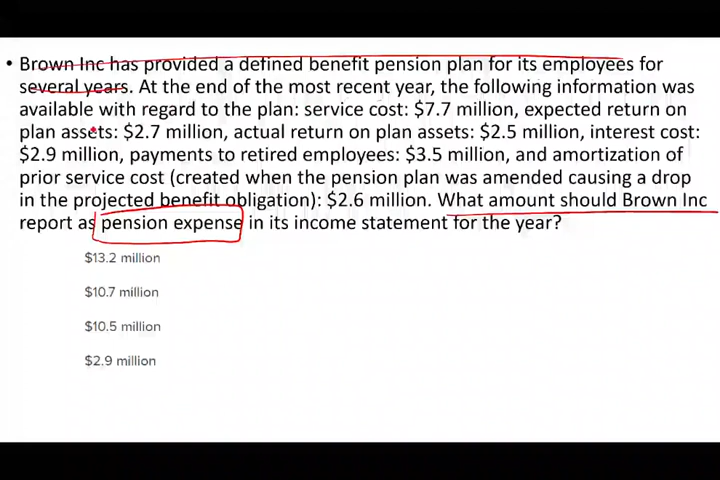 • Brown Inc has provided a defined benefit pension plan for its employees for
several years. At the end of the most recent year, the following information was
available with regard to the plan: service cost: $7.7 million, expected return on
plan assets: $2.7 million, actual return on plan assets: $2.5 million, interest cost:
$2.9 million, payments to retired employees: $3.5 million, and amortization of
prior service cost (created when the pension plan was amended causing a drop
in the projected benefit obligation): $2.6 million. What amount should Brown Inc
report as pension expense in its income statement for the year?
$13.2 million
$10.7 million
$10.5 million
$2.9 million